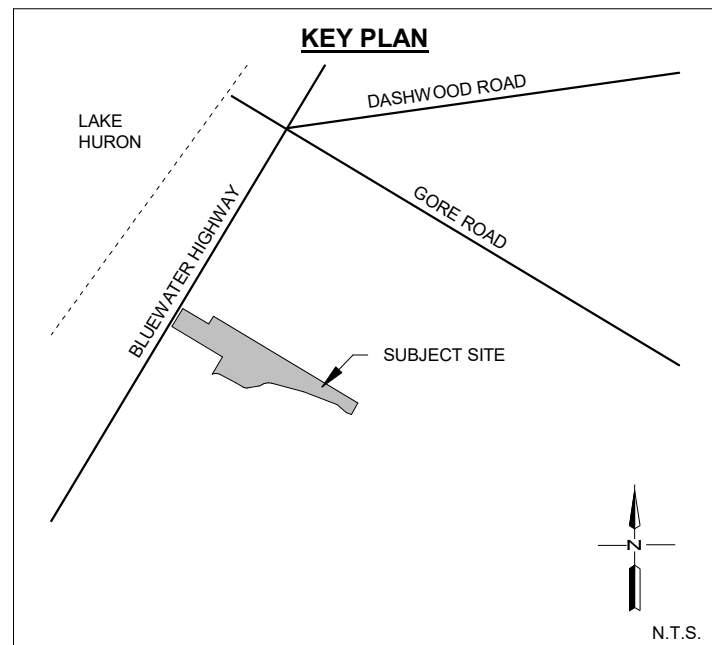 KEY PLAN
DASHWOOD ROAD
LAKE
HURON
GORE ROAD
BLUEWATER HIGHWAY
SUBJECT SITE
N
N.T.S.